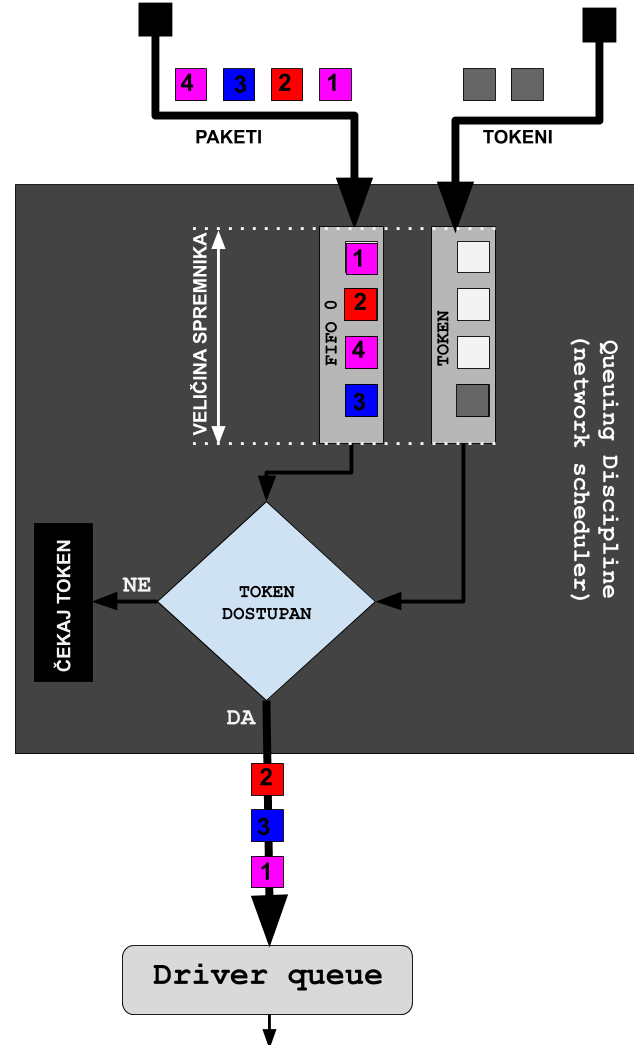 4 3 2 1
PAKETI
TOKENI
VELIČINA SPREMNIKA
FIFO 0
1
2
4
3
TOKEN
Queuing Discipline
(network scheduler)
TOKEN
DOSTUPAN
NE
ČEKAJ TOKEN
DA
2
3
1
Driver queue